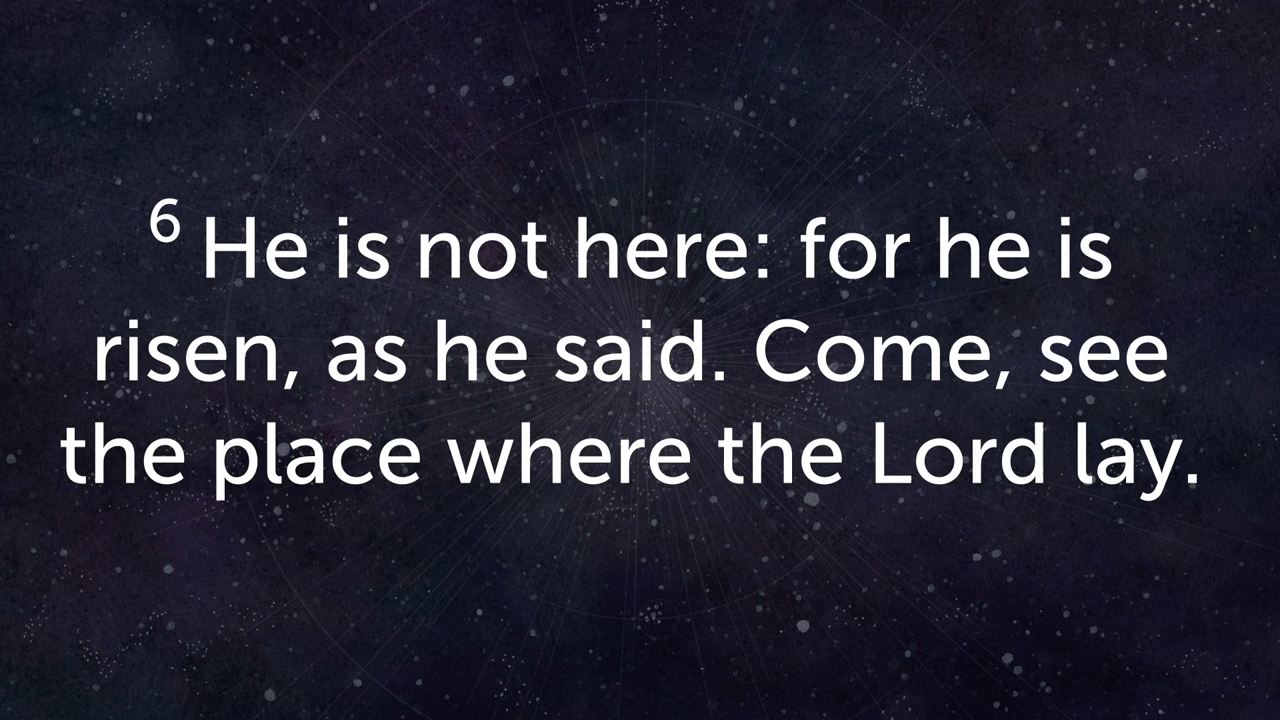 6 He is not here: for he is
risen, as he said. Come, see
the place where the Lord lay.